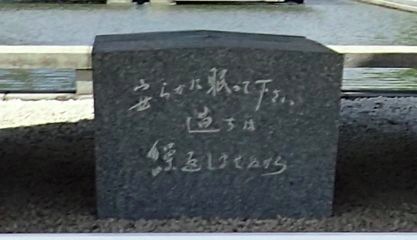 安らかに眠って下さい
過ちは
繰返しませぬから